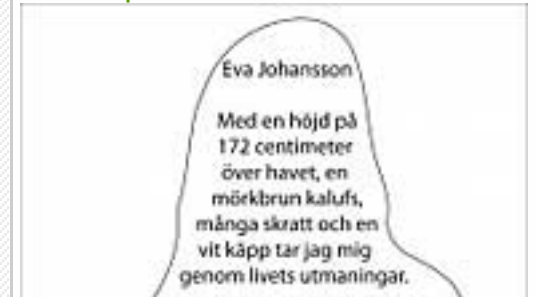 Eva Johansson
Med en höjd på
172 centimeter
över havet, en
mörkbrun kalufs,
många skratt och en
vit käpp tar jag mig
genom livets utmaningar.